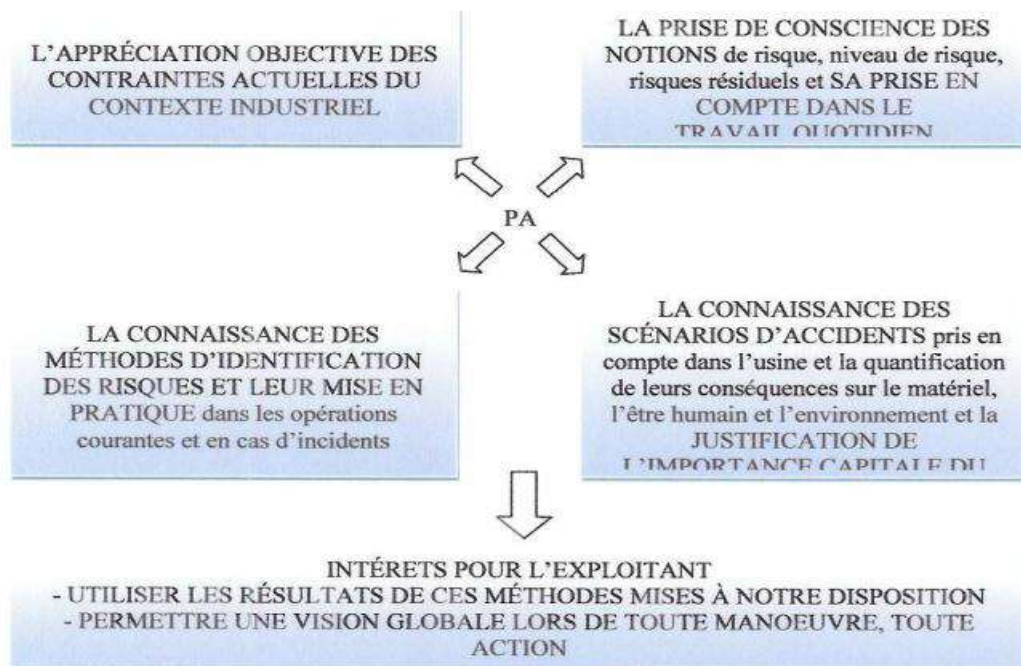 L'APPRÉCIATION OBJECTIVE DES
CONTRAINTES ACTUELLES DU
CONTEXTE INDUSTRIEL
LA PRISE DE CONSCIENCE DES
NOTIONS de risque, niveau de risque,
risques résiduels et SA PRISE EN
COMPTE DANS LE
TRAVAIL QUOTIDIEN
PA
LA CONNAISSANCE DES
MÉTHODES D'IDENTIFICATION
DES RISQUES ET LEUR MISE EN
PRATIQUE dans les opérations
courantes et en cas d'incidents
LA CONNAISSANCE DES
SCÉNARIOS D'ACCIDENTS pris en
compte dans l'usine et la quantification
de leurs conséquences sur le matériel,
l'être humain et l'environnement et la
JUSTIFICATION DE
L'IMPORTANCE CAPITALE DU
INTÉRETS POUR L'EXPLOITANT
- UTILISER LES RÉSULTATS DE CES MÉTHODES MISES À NOTRE DISPOSITION
- PERMETTRE UNE VISION GLOBALE LORS DE TOUTE MANOEUVRE, TOUTE
ACTION